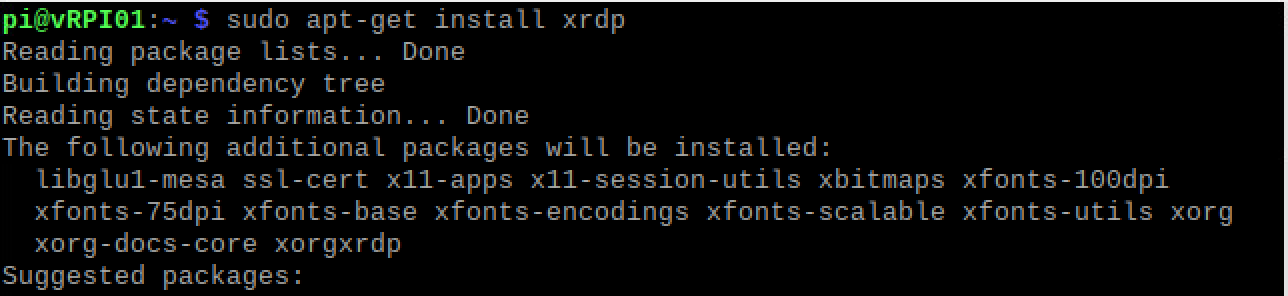 pi@vRPI01:~ $ sudo apt-get install xrdp
Reading package lists... Done
Building dependency tree
Reading state information... Done
The following additional packages will be installed:
  libglu1-mesa ssl-cert x11-apps x11-session-utils xbitmaps xfonts-100dpi
  xfonts-75dpi xfonts-base xfonts-encodings xfonts-scalable xfonts-utils xorg
  xorg-docs-core xorgxrdp
Suggested packages: